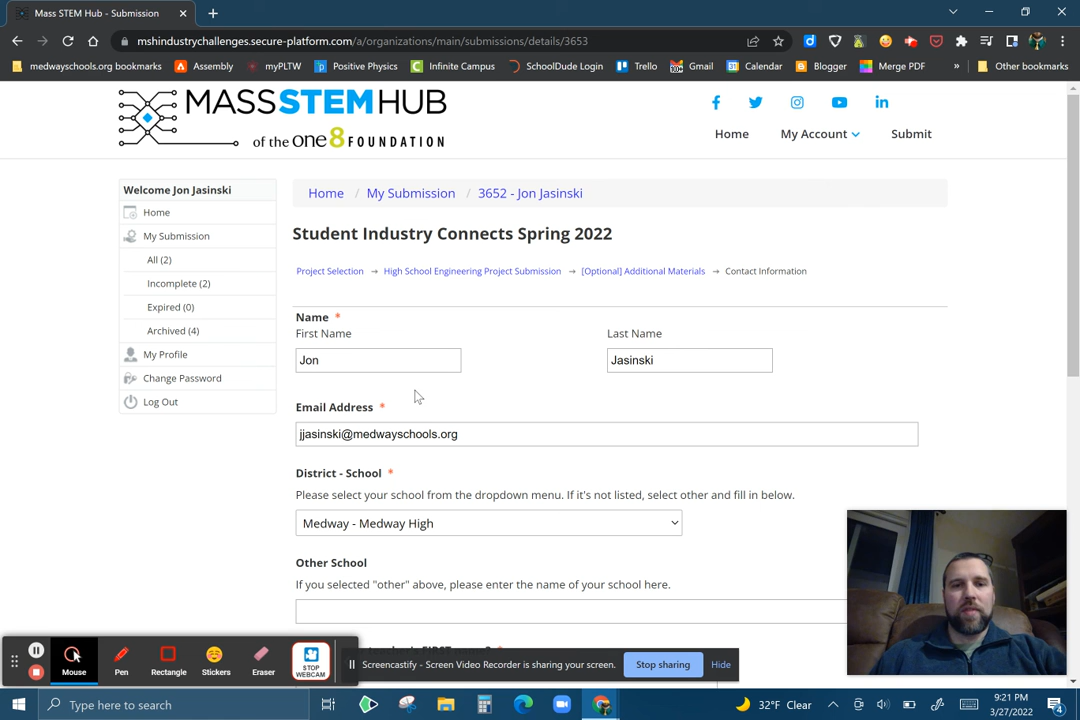 Mass STEM Hub - Submission
mshindustrychallenges.secure-platform.com/a/organizations/main/submissions/details/3653
medwayschools.org bookmarks
Assembly
myPLTW
Positive Physics
Infinite Campus
SchoolDude Login
Trello
Gmail
Calendar
Blogger
Merge PDF
»
Other bookmarks
MASS STEM HUB
of the one8 FOUNDATION
Home
My Account
Submit
Welcome Jon Jasinski
Home
My Submission
All (2)
Incomplete (2)
Expired (0)
Archived (4)
My Profile
Change Password
Log Out
Home / My Submission / 3652 - Jon Jasinski
Student Industry Connects Spring 2022
Project Selection → High School Engineering Project Submission → [Optional] Additional Materials → Contact Information
Name *
First Name
Last Name
Jon
Jasinski
Email Address *
jjasinski@medwayschools.org
District - School *
Please select your school from the dropdown menu. If it's not listed, select other and fill in below.
Medway - Medway High
Other School
If you selected "other" above, please enter the name of your school here.
Mouse
Pen
Rectangle
Stickers
Eraser
STOP WEBCAM
Screencastify - Screen Video Recorder is sharing your screen.
Stop sharing
Hide
Type here to search
32°F Clear
9:21 PM
3/27/2022
4